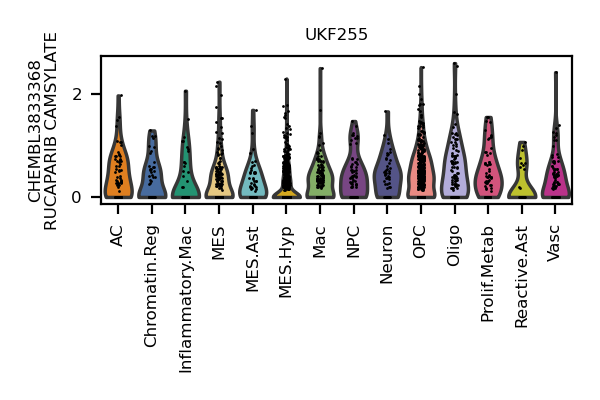 UKF255
CHEMBL3833368
RUCAPARIB CAMSYLATE
2
0
AC
Chromatin.Reg
Inflammatory.Mac
MES
MES.Ast
MES.Hyp
Mac
NPC
Neuron
OPC
Oligo
Prolif.Metab
Reactive.Ast
Vasc